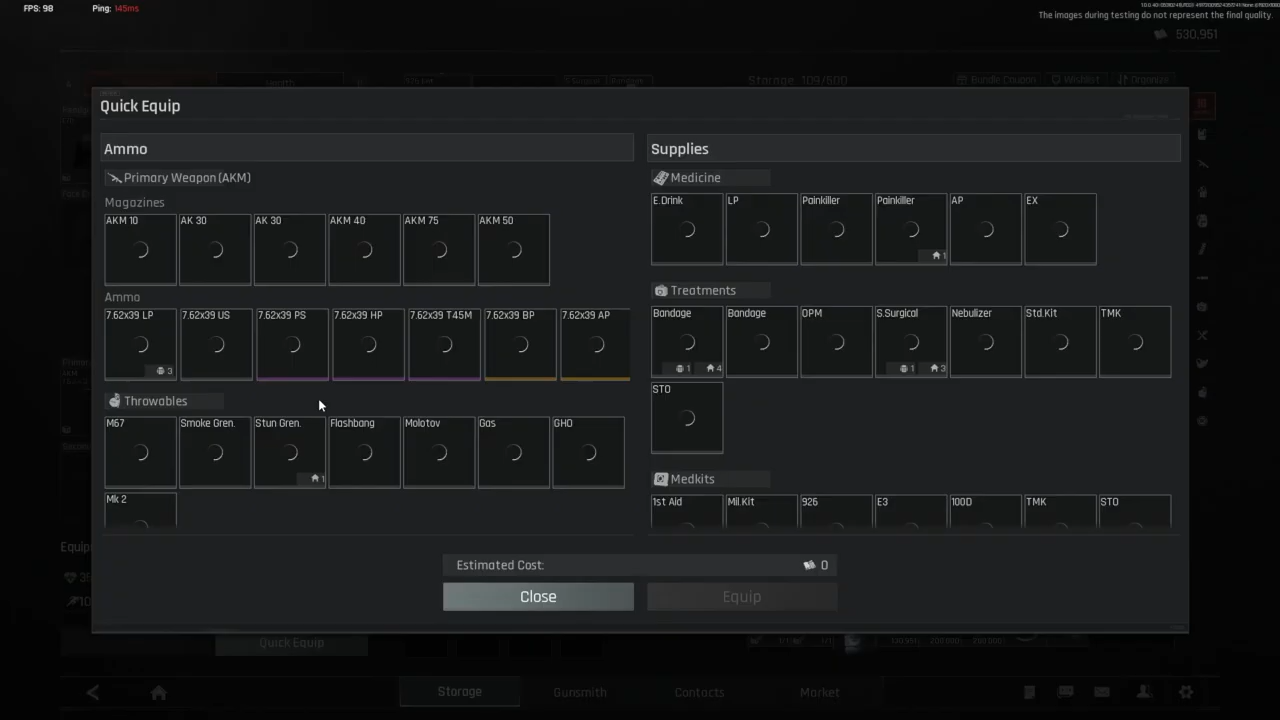 FPS: 98
Ping: 145ms
The images during testing do not represent the final quality.
530,951
Storage 109/500
Bundle Coupon
Wishlist
Organize
Quick Equip
Ammo
Primary Weapon (AKM)
Magazines
AKM 10
AK 30
AK 30
AKM 40
AKM 75
AKM 50
Ammo
7.62x39 LP
7.62x39 US
7.62x39 PS
7.62x39 HP
7.62x39 T45M
7.62x39 BP
7.62x39 AP
3
Throwables
M67
Smoke Gren.
Stun Gren.
Flashbang
Molotov
Gas
GHO
1
Mk 2
Supplies
Medicine
E.Drink
LP
Painkiller
Painkiller
AP
EX
1
Treatments
Bandage
Bandage
OPM
S.Surgical
Nebulizer
Std.Kit
TMK
1
4
1
3
STO
Medkits
1st Aid
Mil.Kit
926
E3
100D
TMK
STO
Estimated Cost:
0
Close
Equip
Quick Equip
Storage
Gunsmith
Contacts
Market